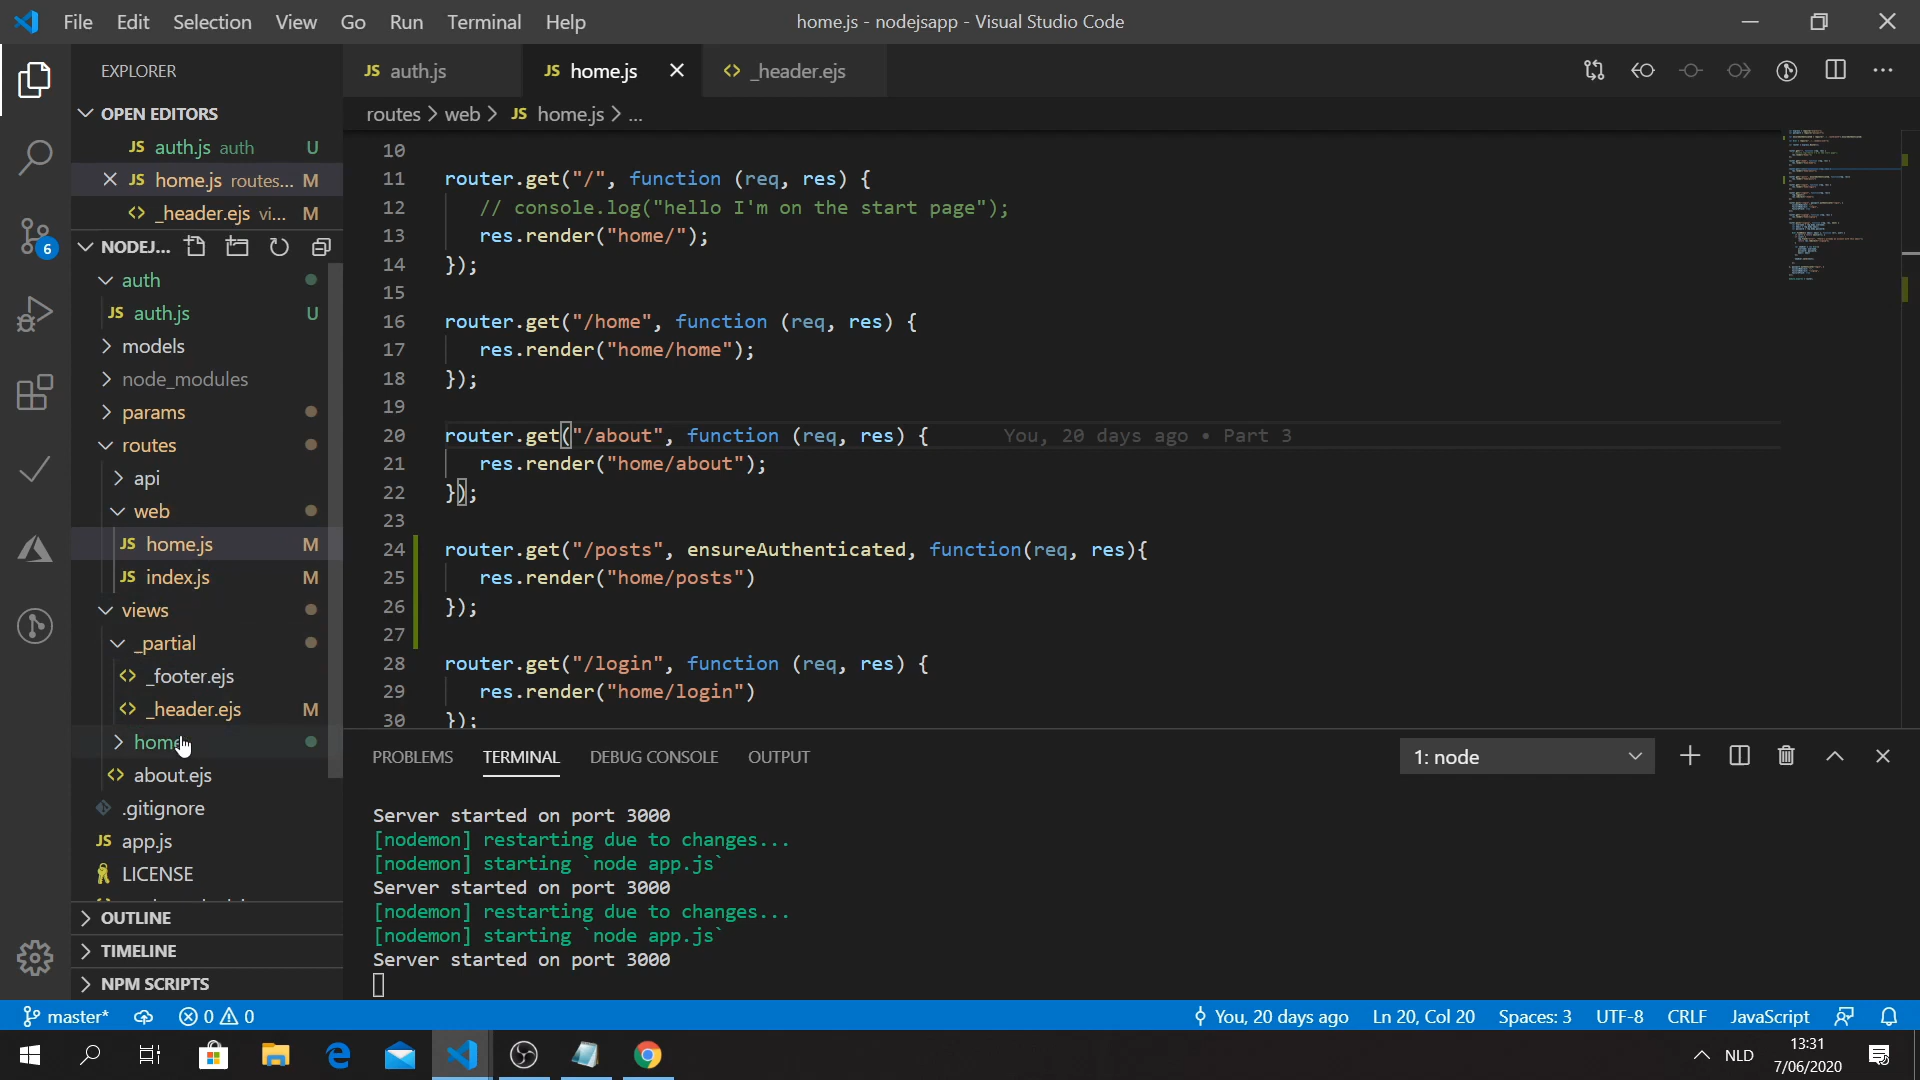 File Edit Selection View Go Run Terminal Help
home.js - nodejsapp - Visual Studio Code
EXPLORER
JS auth.js
JS home.js
<> _header.ejs
OPEN EDITORS
routes > web > JS home.js > ...
JS auth.js auth U
JS home.js routes... M
<> _header.ejs vi... M
NODEJ...
auth
JS auth.js U
models
node_modules
params
routes
api
web
JS home.js M
JS index.js M
views
_partial
<> _footer.ejs
<> _header.ejs M
home
<> about.ejs
.gitignore
JS app.js
LICENSE
OUTLINE
TIMELINE
NPM SCRIPTS
10
11 router.get("/", function (req, res) {
12 // console.log("hello I'm on the start page");
13 res.render("home/");
14 });
15
16 router.get("/home", function (req, res) {
17 res.render("home/home");
18 });
19
20 router.get("/about", function (req, res) { You, 20 days ago • Part 3
21 res.render("home/about");
22 });
23
24 router.get("/posts", ensureAuthenticated, function(req, res){
25 res.render("home/posts")
26 });
27
28 router.get("/login", function (req, res) {
29 res.render("home/login")
30 });
PROBLEMS TERMINAL DEBUG CONSOLE OUTPUT
1: node
Server started on port 3000
[nodemon] restarting due to changes...
[nodemon] starting `node app.js`
Server started on port 3000
[nodemon] restarting due to changes...
[nodemon] starting `node app.js`
Server started on port 3000
6
master* 0 0
You, 20 days ago Ln 20, Col 20 Spaces: 3 UTF-8 CRLF JavaScript
NLD
13:31
7/06/2020